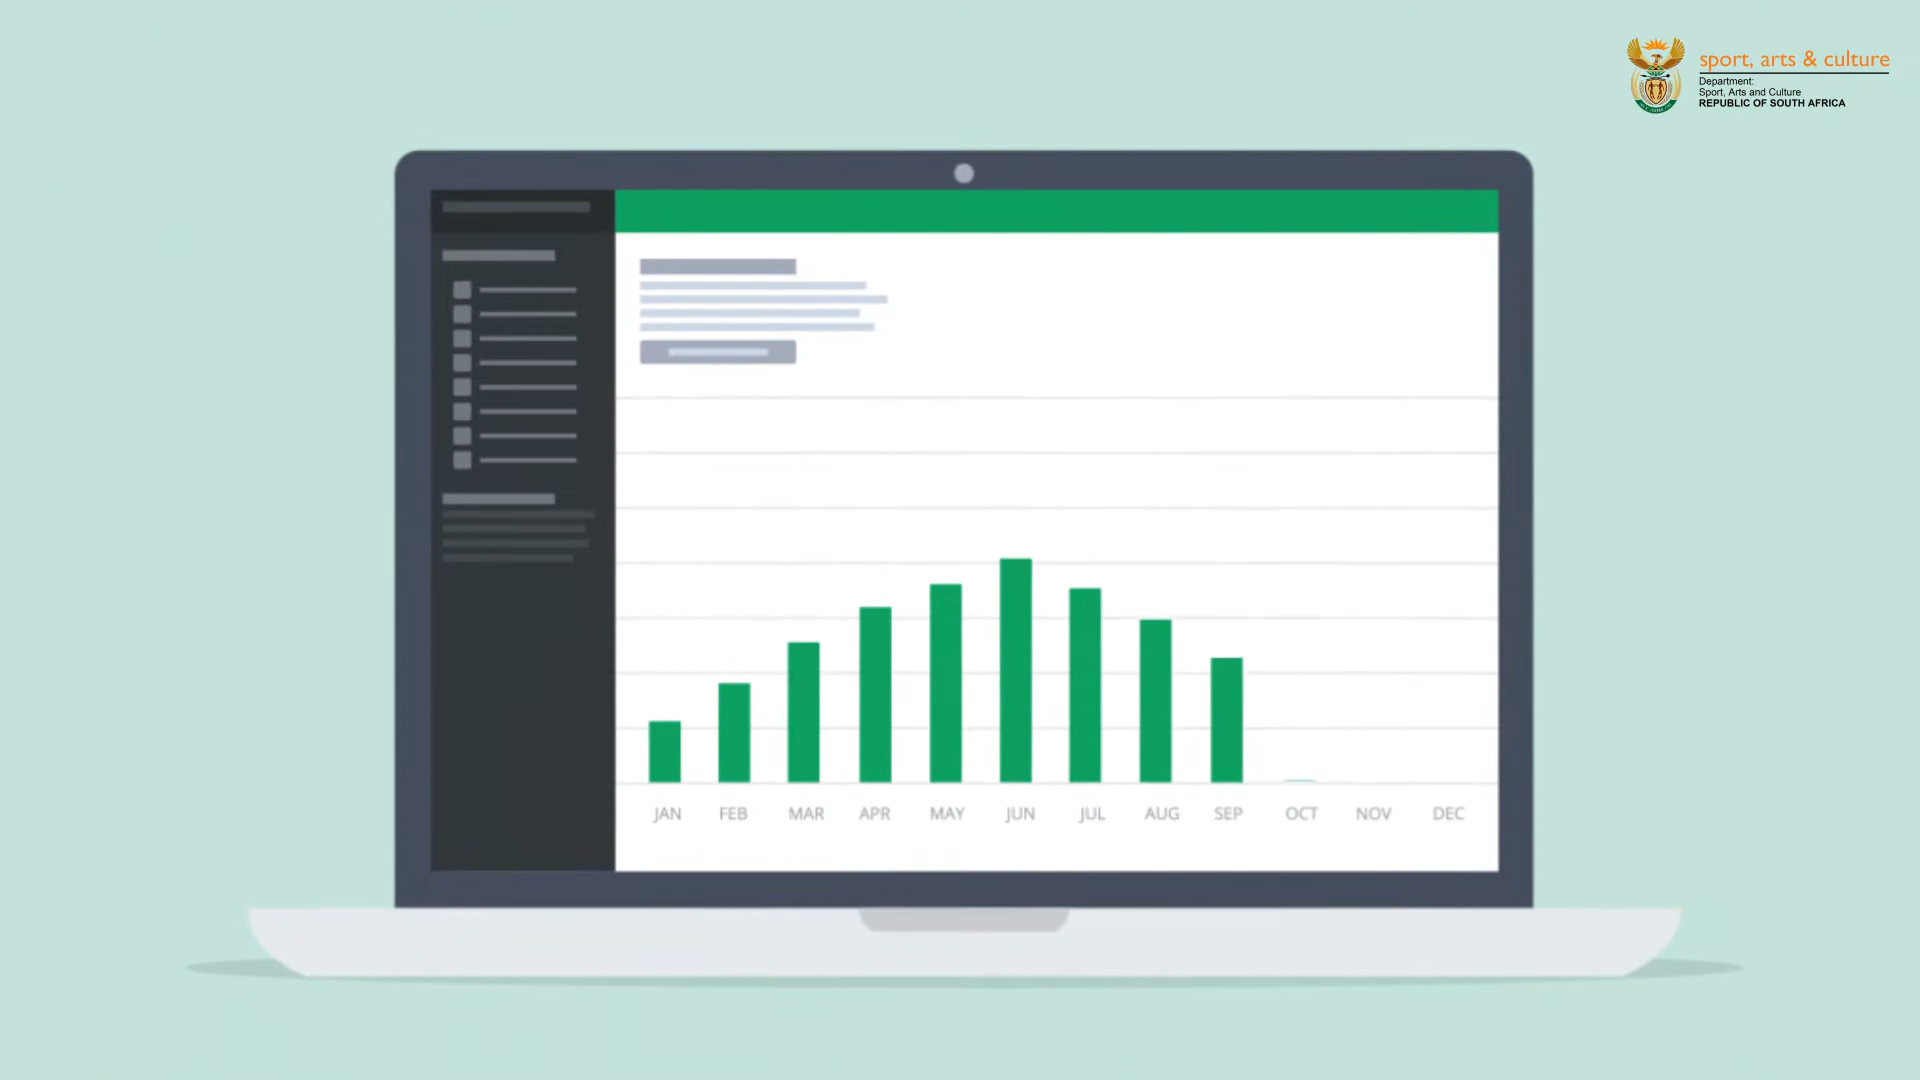 sport, arts & culture
Department:
Sport, Arts and Culture
REPUBLIC OF SOUTH AFRICA
JAN FEB MAR APR MAY JUN JUL AUG SEP OCT NOV DEC